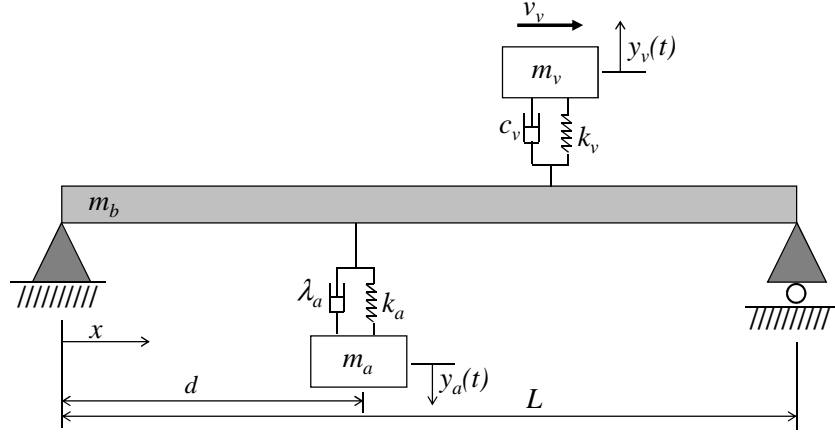 v_v
m_v
y_v(t)
c_v
k_v
m_b
λ_a
k_a
x
m_a
y_a(t)
d
L